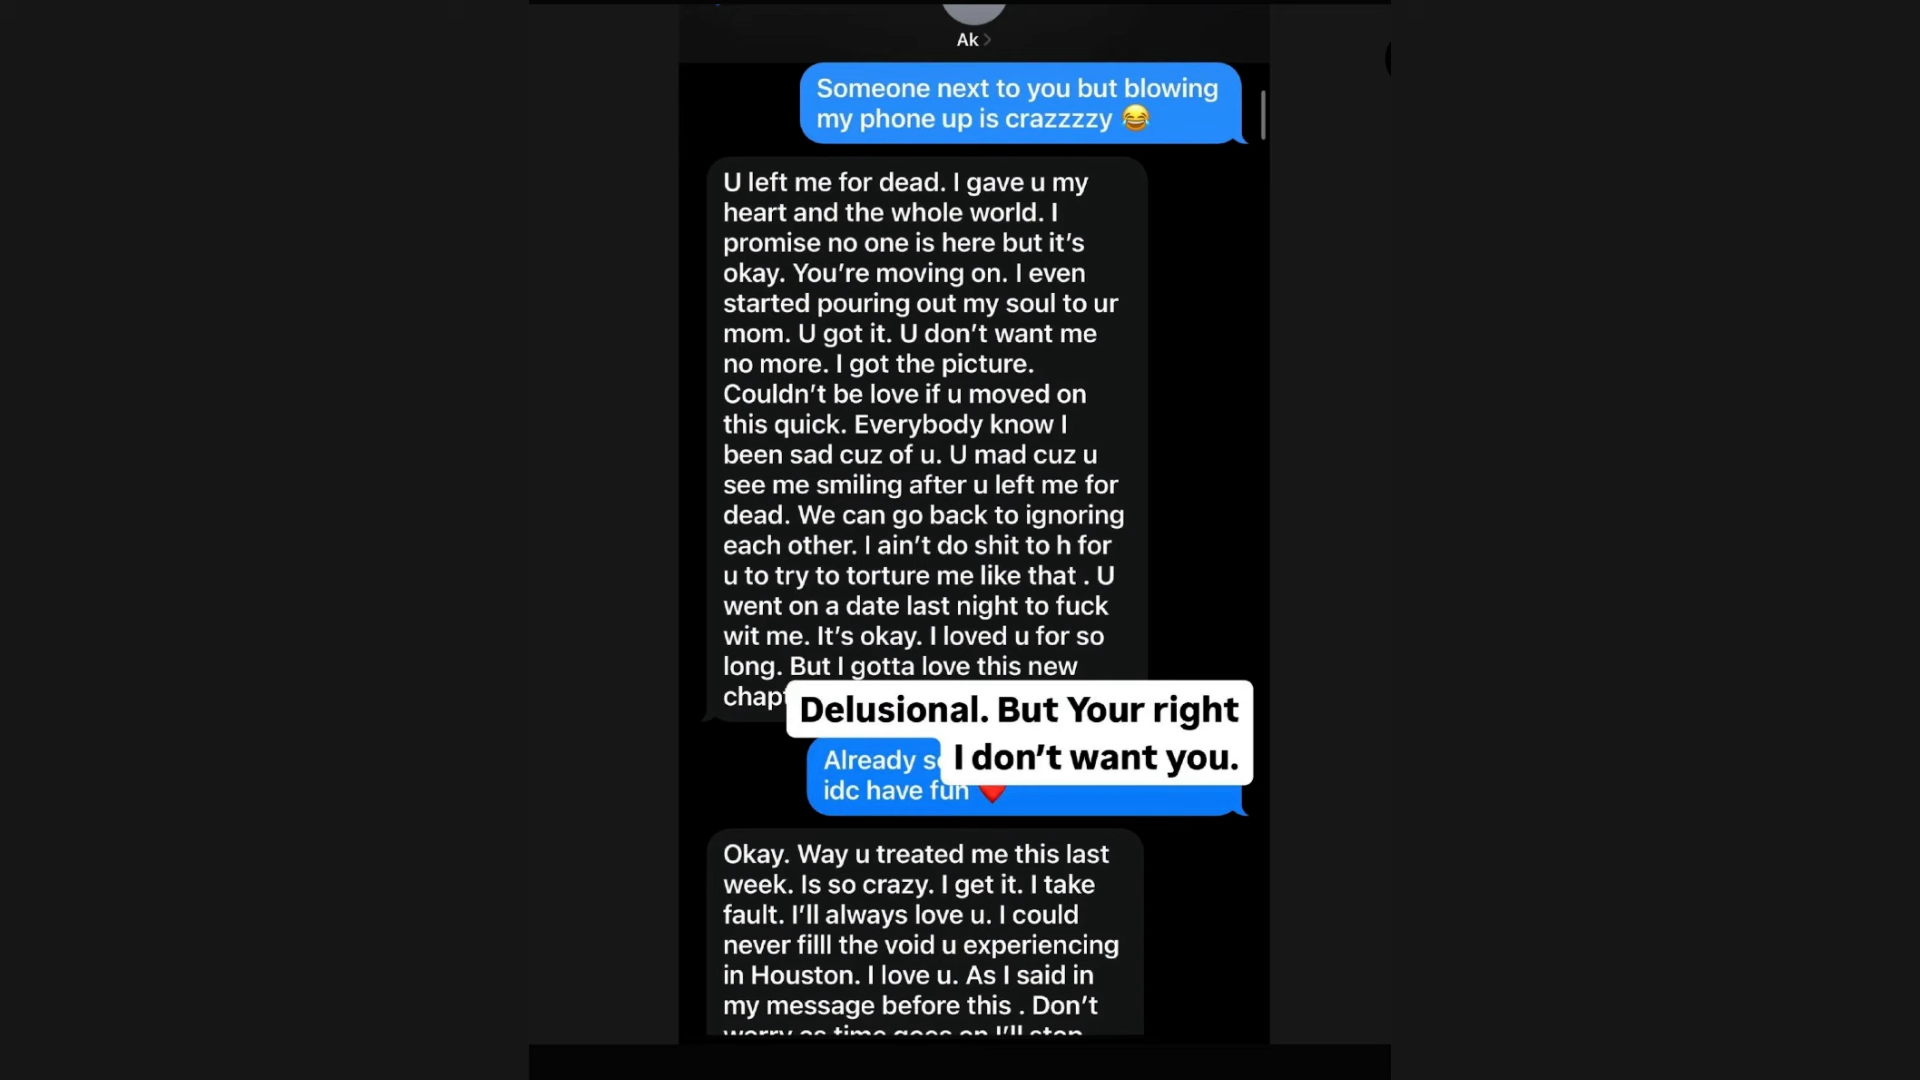 Ak
Someone next to you but blowing
my phone up is crazzzzy 😂
U left me for dead. I gave u my
heart and the whole world. I
promise no one is here but it's
okay. You're moving on. I even
started pouring out my soul to ur
mom. U got it. U don't want me
no more. I got the picture.
Couldn't be love if u moved on
this quick. Everybody know I
been sad cuz of u. U mad cuz u
see me smiling after u left me for
dead. We can go back to ignoring
each other. I ain't do shit to h for
u to try to torture me like that . U
went on a date last night to fuck
wit me. It's okay. I loved u for so
long. But I gotta love this new
Delusional. But Your right
I don't want you.
Already
idc have fun ❤️
Okay. Way u treated me this last
week. Is so crazy. I get it. I take
fault. I'll always love u. I could
never filll the void u experiencing
in Houston. I love u. As I said in
my message before this . Don't
worry as time goes on I'll stop